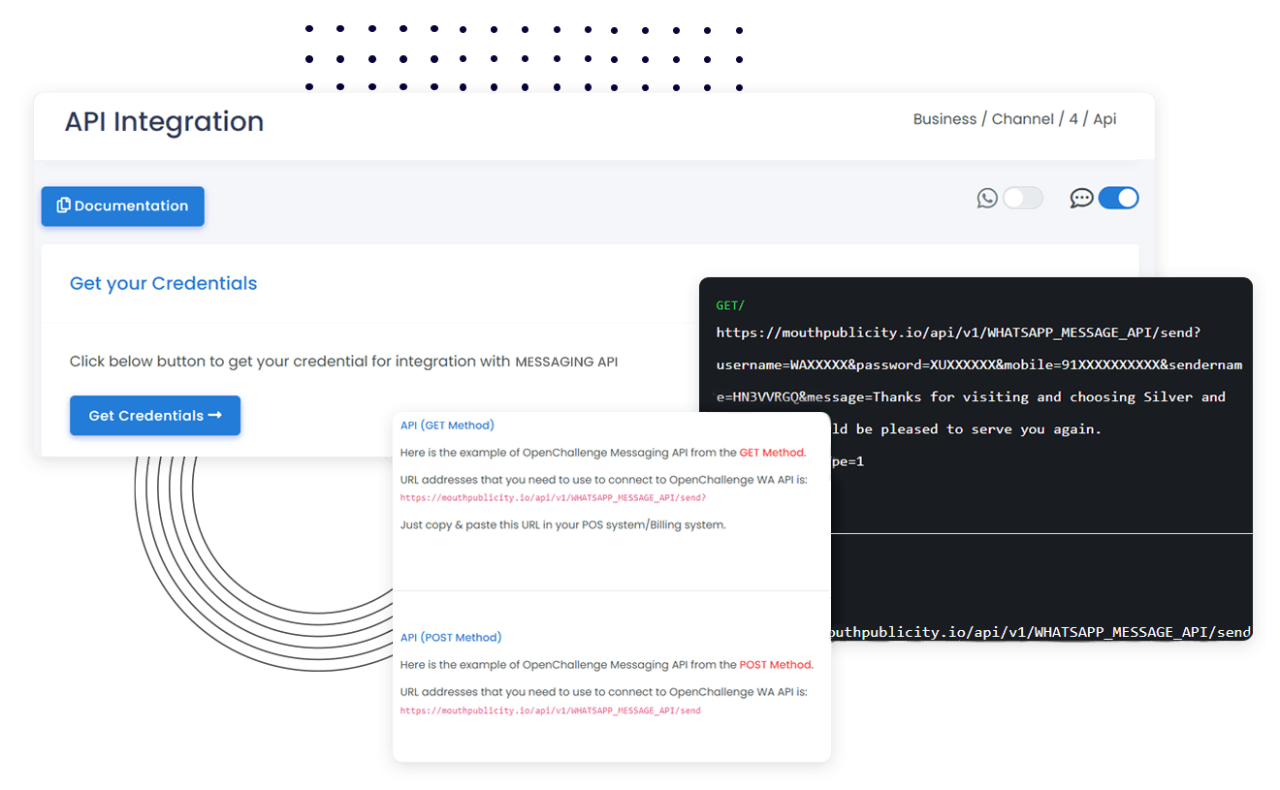 API Integration
Business / Channel / 4 / Api
Documentation
Get your Credentials
Click below button to get your credential for integration with MESSAGING API
Get Credentials →
GET/
https://mouthpublicity.io/api/v1/WHATSAPP_MESSAGE_API/send?
username=WAXXXXX&password=XUXXXXXX&mobile=91XXXXXXXXXX&sendernam
e=HN3VVRGQ&message=Thanks for visiting and choosing Silver and
ld be pleased to serve you again.
pe=1
outhpublicity.io/api/v1/WHATSAPP_MESSAGE_API/send
API (GET Method)
Here is the example of OpenChallenge Messaging API from the GET Method.
URL addresses that you need to use to connect to OpenChallenge WA API is:
https://mouthpublicity.io/api/v1/WHATSAPP_MESSAGE_API/send?
Just copy & paste this URL in your POS system/Billing system.
API (POST Method)
Here is the example of OpenChallenge Messaging API from the POST Method.
URL addresses that you need to use to connect to OpenChallenge WA API is:
https://mouthpublicity.io/api/v1/WHATSAPP_MESSAGE_API/send